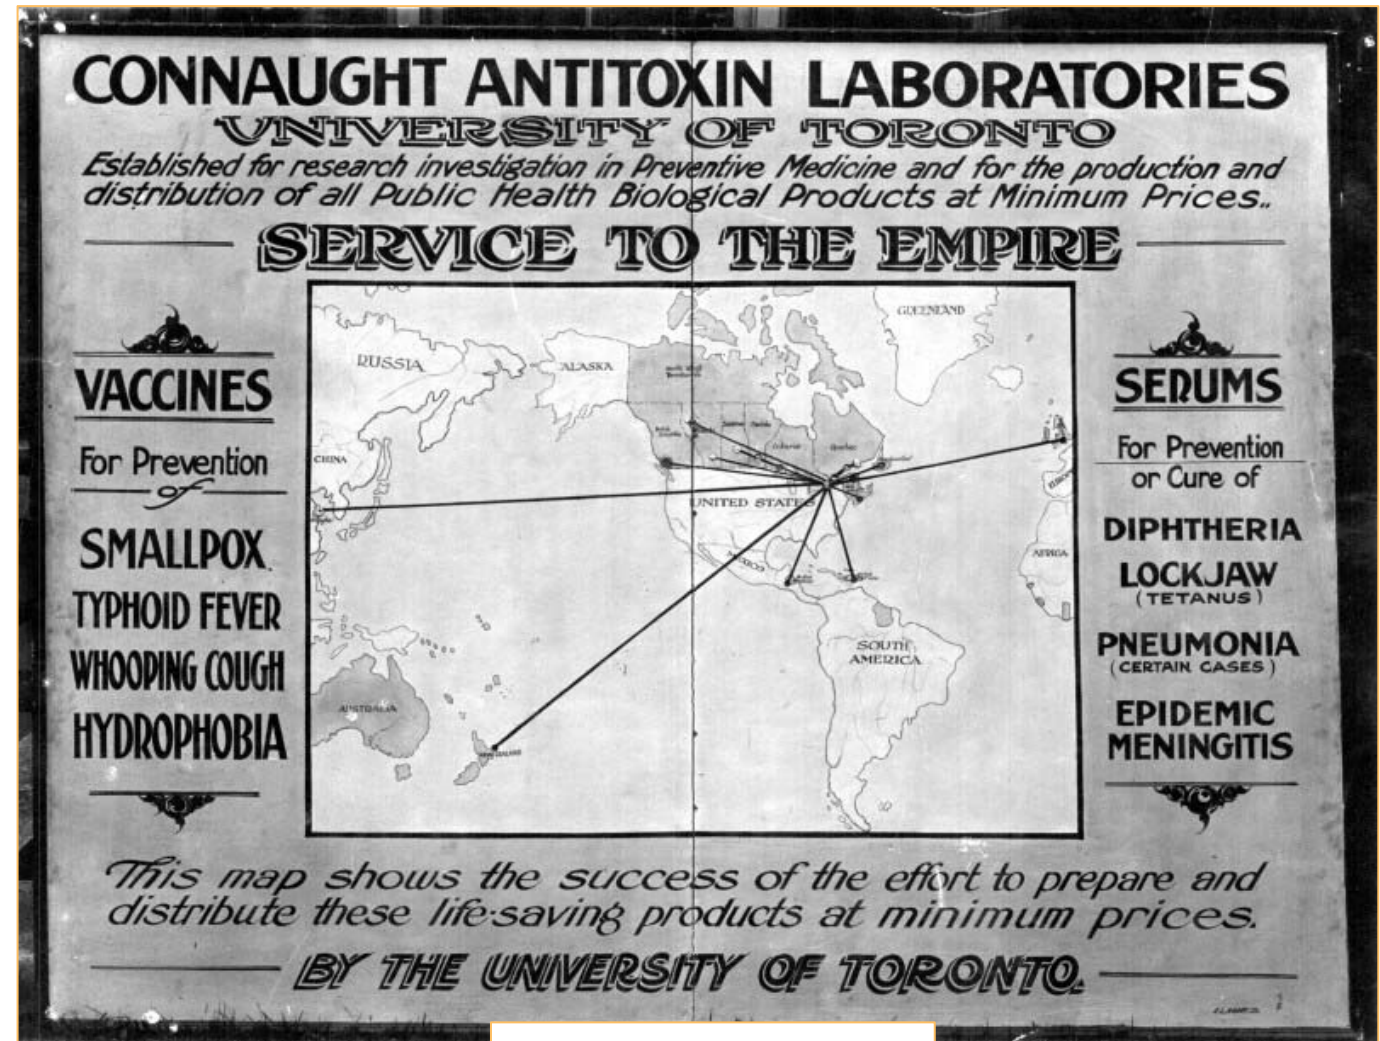 CONNAUGHT ANTITOXIN LABORATORIES
UNIVERSITY OF TORONTO
Established for research investigation in Preventive Medicine and for the production and
distribution of all Public Health Biological Products at Minimum Prices..
SERVICE TO THE EMPIRE
VACCINES
For Prevention
of
SMALLPOX.
TYPHOID FEVER
WHOOPING COUGH
HYDROPHOBIA
GREENLAND
RUSSIA
ALASKA
CHINA
UNITED STATES
MEXICO
AFRICA
SOUTH
AMERICA
AUSTRALIA
NEW ZEALAND
SERUMS
For Prevention
or Cure of
DIPHTHERIA
LOCKJAW
(TETANUS)
PNEUMONIA
(CERTAIN CASES)
EPIDEMIC
MENINGITIS
This map shows the success of the effort to prepare and
distribute these life-saving products at minimum prices.
BY THE UNIVERSITY OF TORONTO.